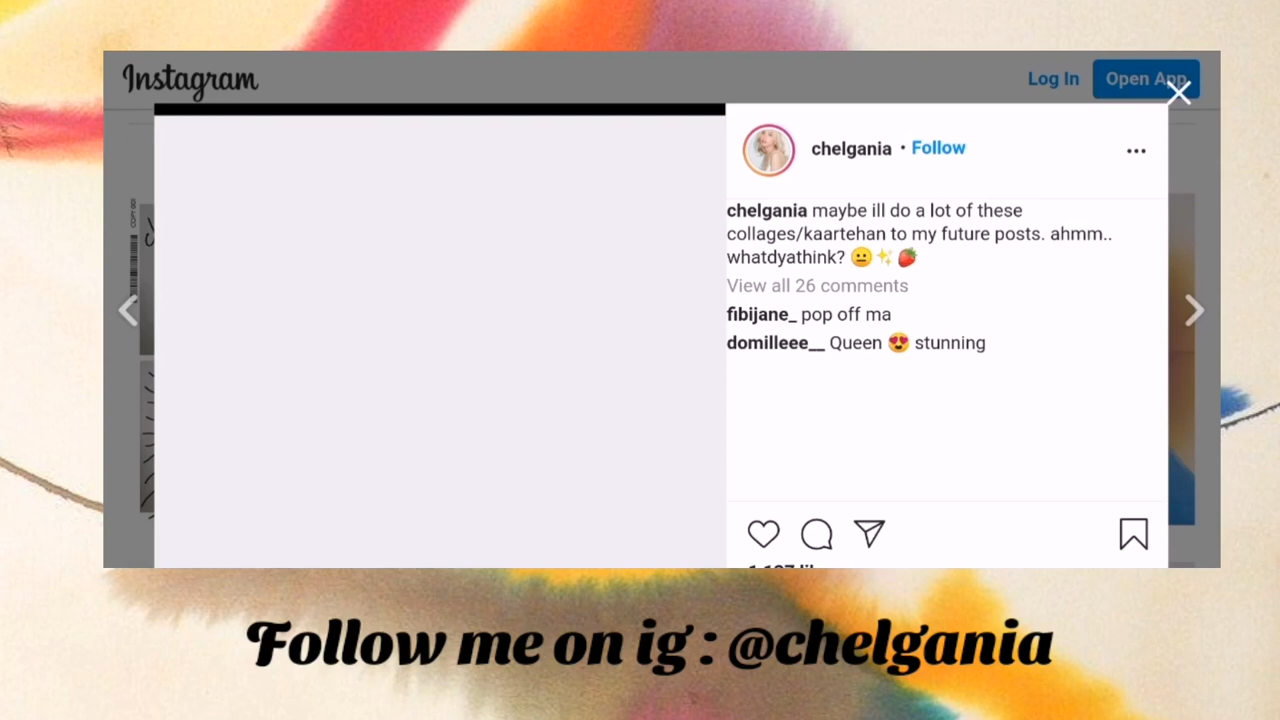 Instagram
Log In
Open App
chelgania • Follow
chelgania maybe ill do a lot of these
collages/kaartehan to my future posts. ahmm..
whatdyathink? 😐✨🍓
View all 26 comments
fibijane_ pop off ma
domilleee__ Queen 😍 stunning
Follow me on ig : @chelgania